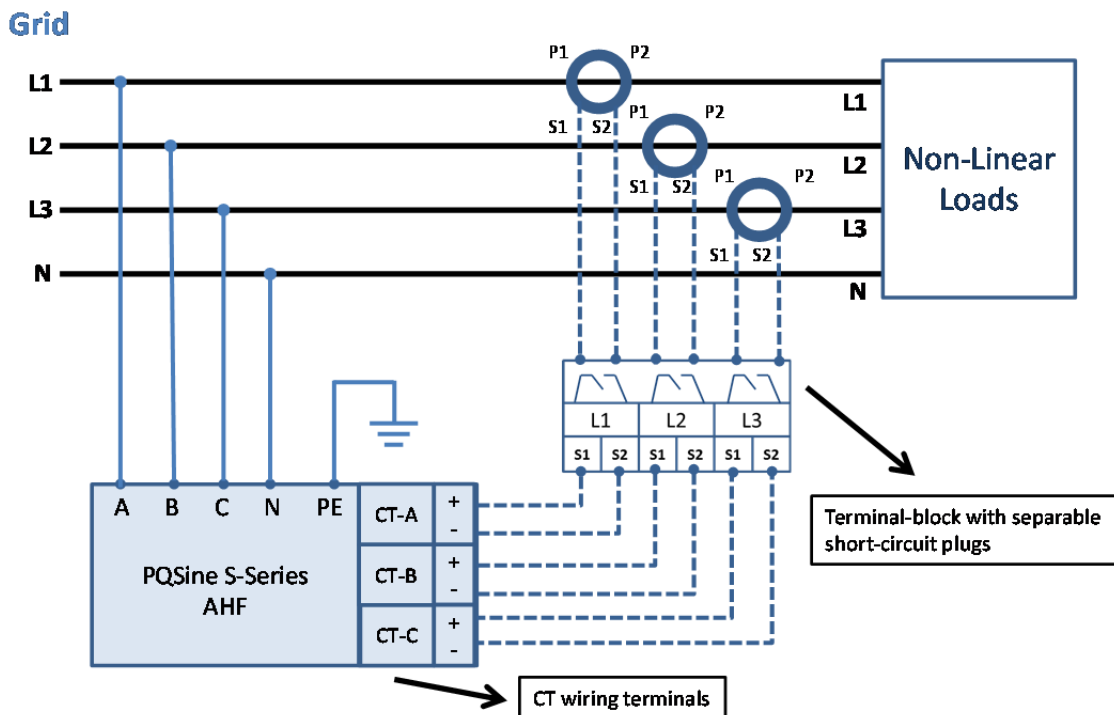 Grid
P1 P2
L1 L1
P1 P2
S1 S2
L2 L2
Non-Linear
Loads
P1 P2
S1 S2
L3 L3
S1 S2
N N
L1 L2 L3
S1 S2 S1 S2 S1 S2
A B C N PE
CT-A + -
CT-B + -
CT-C + -
PQSine S-Series
AHF
Terminal-block with separable
short-circuit plugs
CT wiring terminals